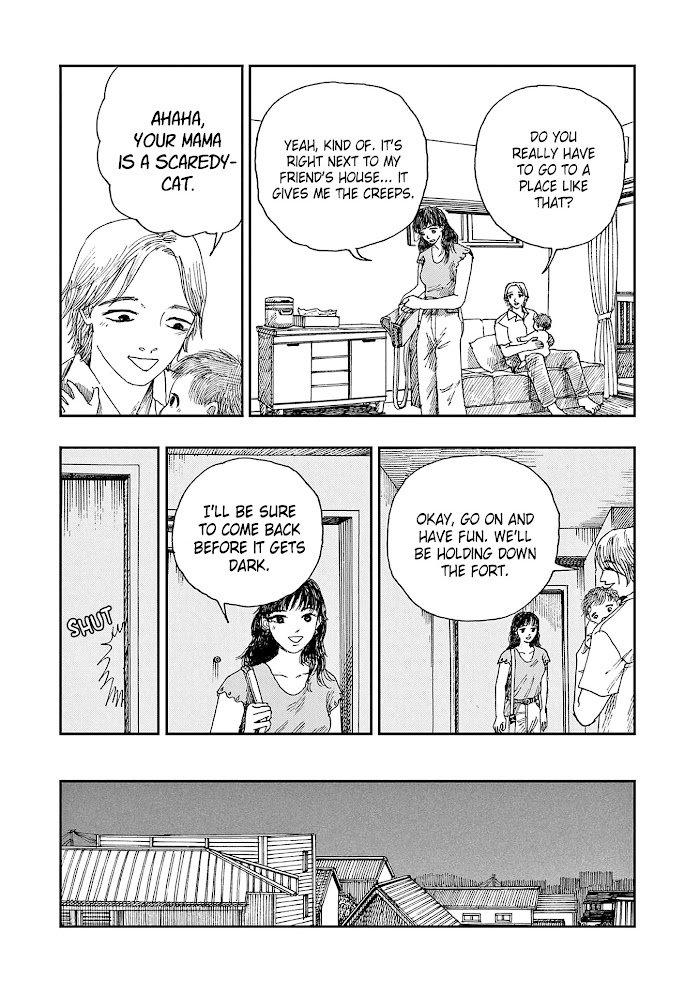 DO YOU
REALLY HAVE
TO GO TO A
PLACE LIKE
THAT?
YEAH, KIND OF. IT'S
RIGHT NEXT TO MY
FRIEND'S HOUSE... IT
GIVES ME THE CREEPS.
AHAHA,
YOUR MAMA
IS A SCAREDY-
CAT.
OKAY, GO ON AND
HAVE FUN. WE'LL
BE HOLDING DOWN
THE FORT.
I'LL BE SURE
TO COME BACK
BEFORE IT GETS
DARK.
SHUT